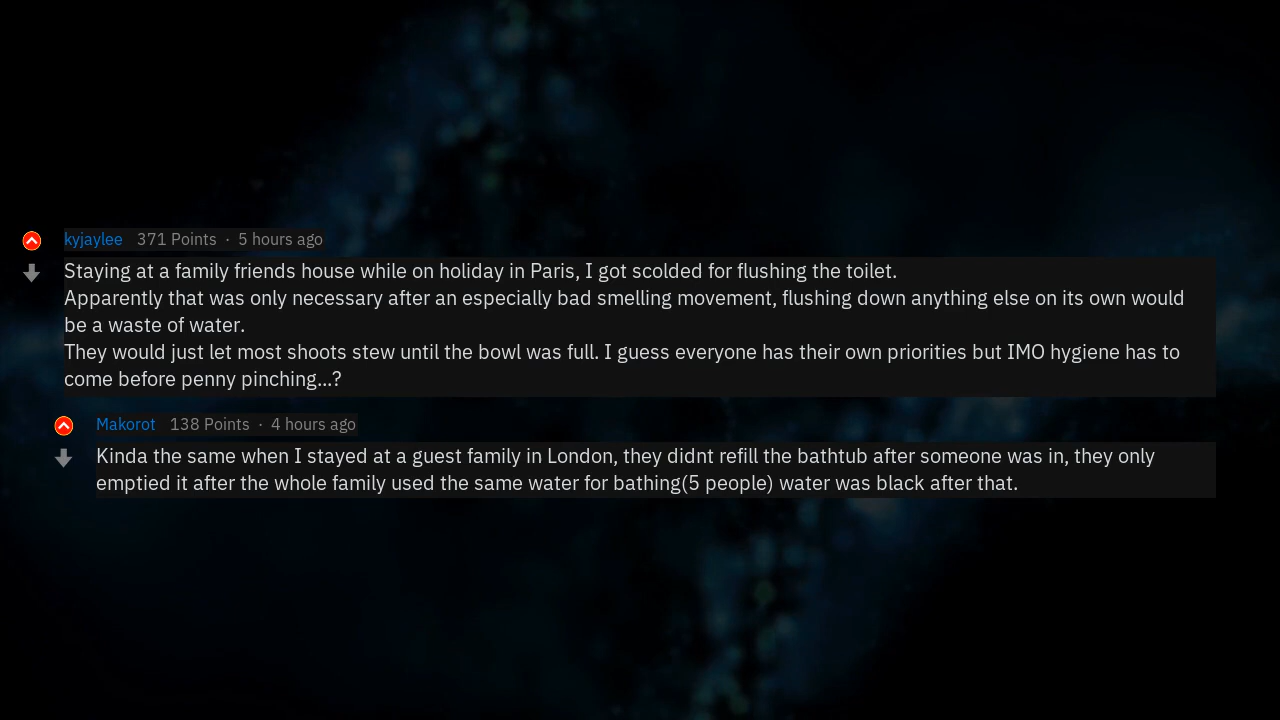 kyjaylee 371 Points · 5 hours ago
Staying at a family friends house while on holiday in Paris, I got scolded for flushing the toilet.
Apparently that was only necessary after an especially bad smelling movement, flushing down anything else on its own would
be a waste of water.
They would just let most shoots stew until the bowl was full. I guess everyone has their own priorities but IMO hygiene has to
come before penny pinching...?
Makorot 138 Points · 4 hours ago
Kinda the same when I stayed at a guest family in London, they didnt refill the bathtub after someone was in, they only
emptied it after the whole family used the same water for bathing(5 people) water was black after that.